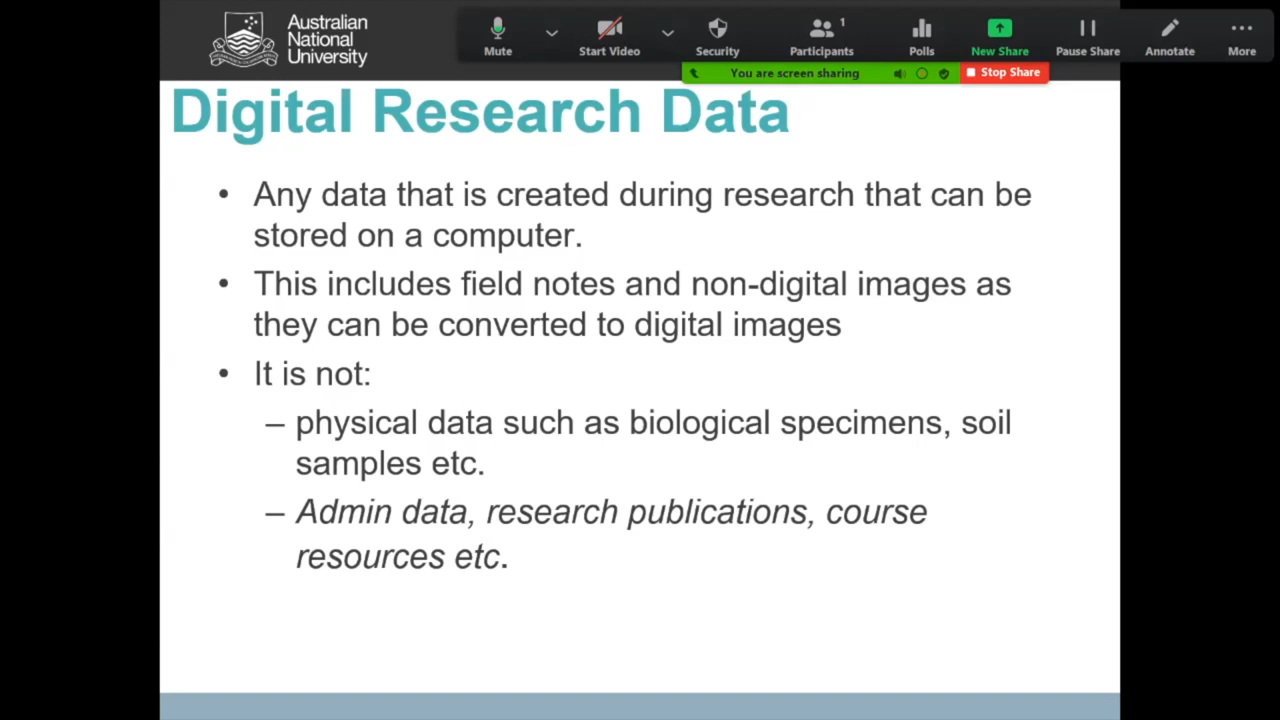 Australian
National
University
1
Mute
Start Video
Security
Participants
Polls
New Share
Pause Share
Annotate
More
You are screen sharing
Stop Share
Digital Research Data
• Any data that is created during research that can be
stored on a computer.
• This includes field notes and non-digital images as
they can be converted to digital images
• It is not:
– physical data such as biological specimens, soil
samples etc.
– Admin data, research publications, course
resources etc.